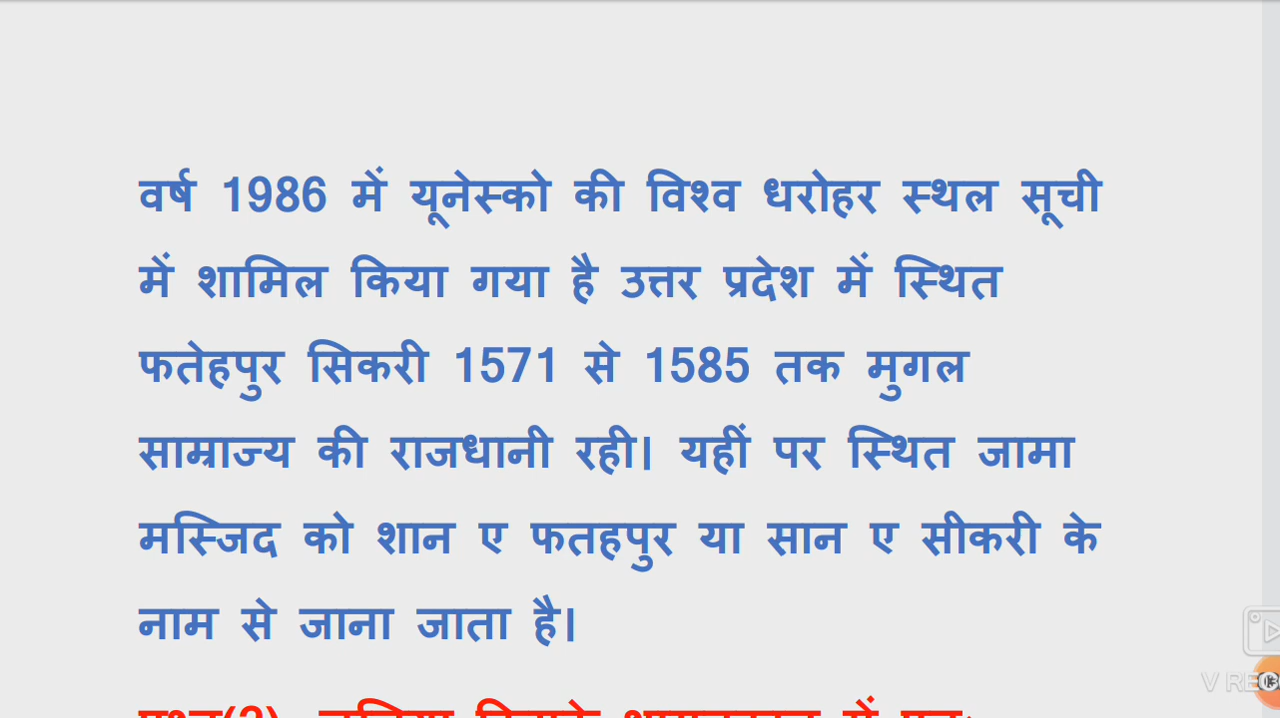 वर्ष 1986 में यूनेस्को की विश्व धरोहर स्थल सूची
में शामिल किया गया है उत्तर प्रदेश में स्थित
फतेहपुर सिकरी 1571 से 1585 तक मुगल
साम्राज्य की राजधानी रही। यहीं पर स्थित जामा
मस्जिद को शान ए फतहपुर या सान ए सीकरी के
नाम से जाना जाता है।
V REC